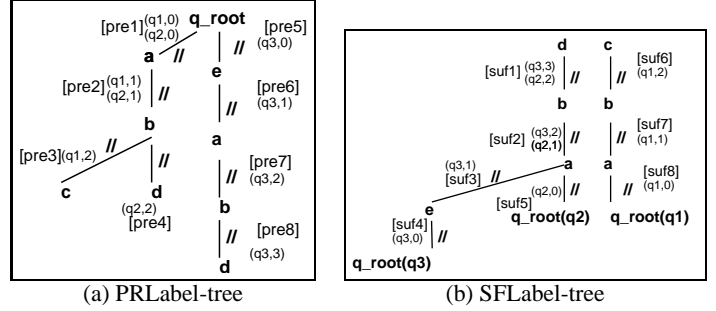 q_root
[pre1] (q1,0)
(q2,0)
//
[pre5]
(q3,0)
//
a
e
[pre2] (q1,1)
(q2,1)
//
[pre6]
(q3,1)
//
b
a
[pre3] (q1,2)
//
//
[pre7]
(q3,2)
//
c
d
b
(q2,2)
[pre4]
[pre8]
(q3,3)
//
d
(a) PRLabel-tree
d
c
[suf1] (q3,3)
(q2,2)
//
[suf6]
(q1,2)
//
b
b
[suf2] (q3,2)
(q2,1)
//
[suf7]
(q1,1)
//
(q3,1)
[suf3]
//
a
a
(q2,0)
[suf5]
//
[suf8]
(q1,0)
//
e
[suf4]
(q3,0)
//
q_root(q2)
q_root(q1)
q_root(q3)
(b) SFLabel-tree